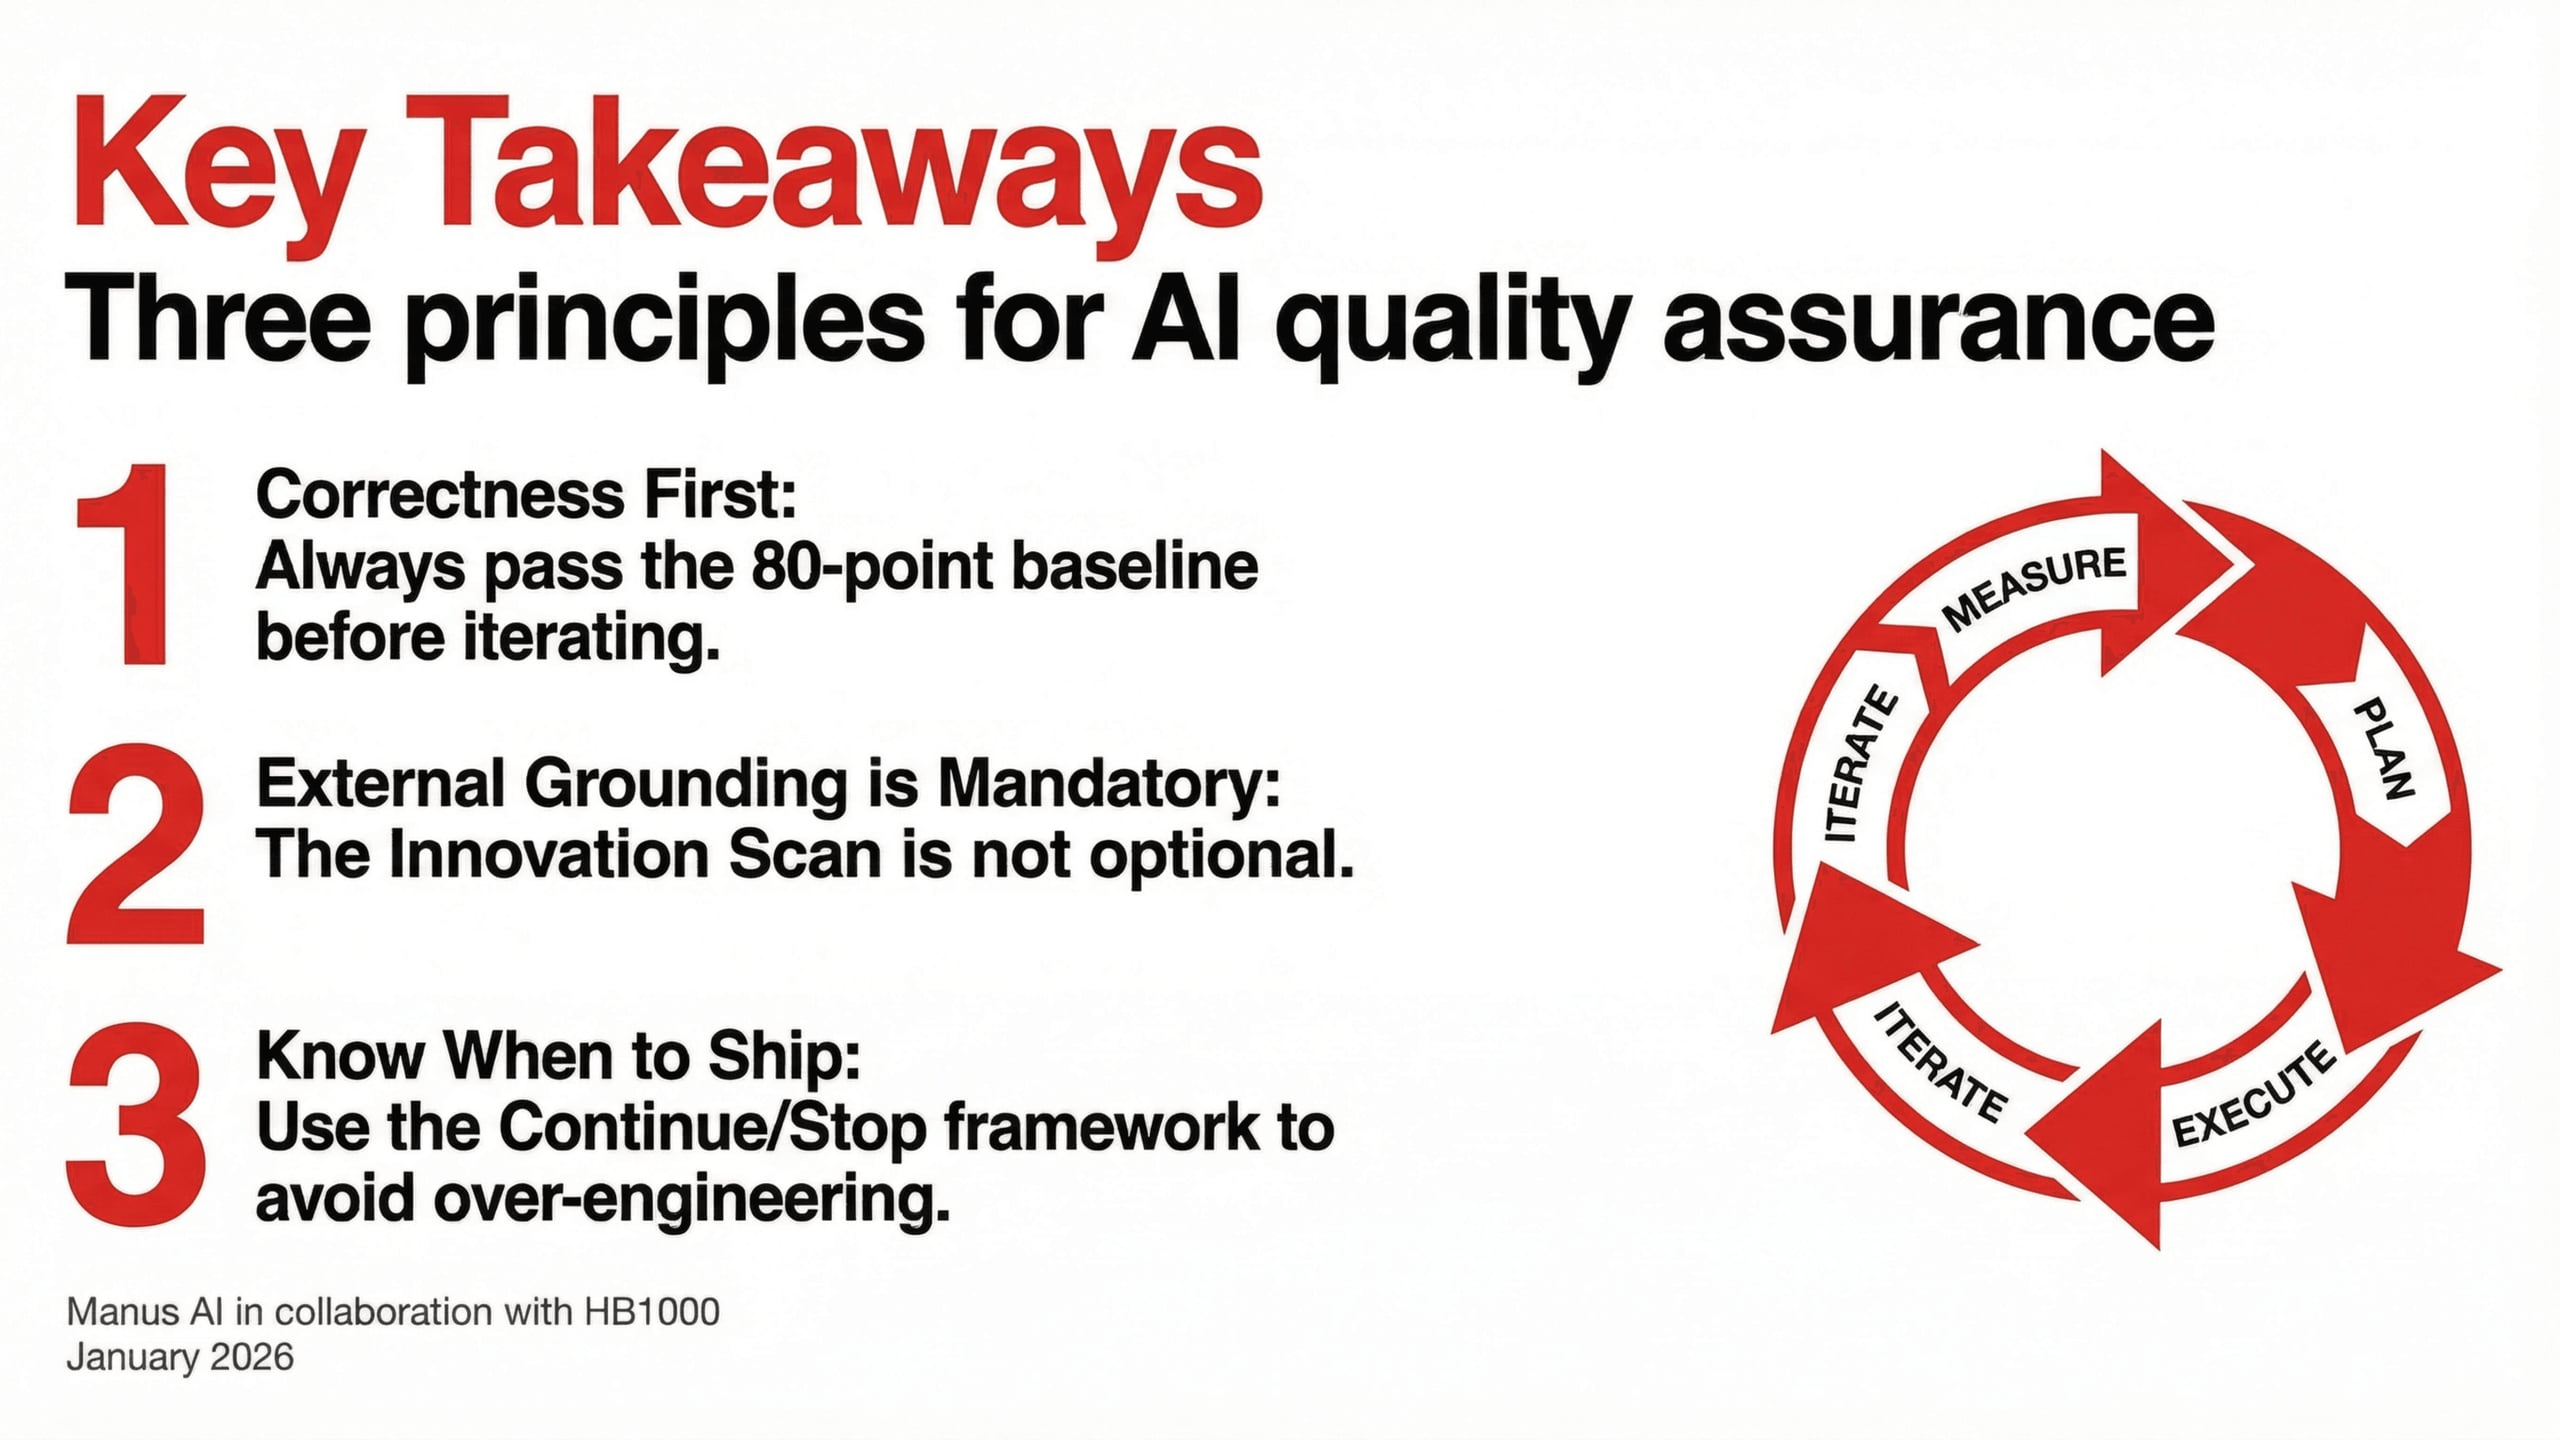 Key Takeaways
Three principles for AI quality assurance
1
Correctness First:
Always pass the 80-point baseline
before iterating.
2
External Grounding is Mandatory:
The Innovation Scan is not optional.
3
Know When to Ship:
Use the Continue/Stop framework to
avoid over-engineering.
MEASURE
PLAN
EXECUTE
ITERATE
ITERATE
Manus AI in collaboration with HB1000
January 2026